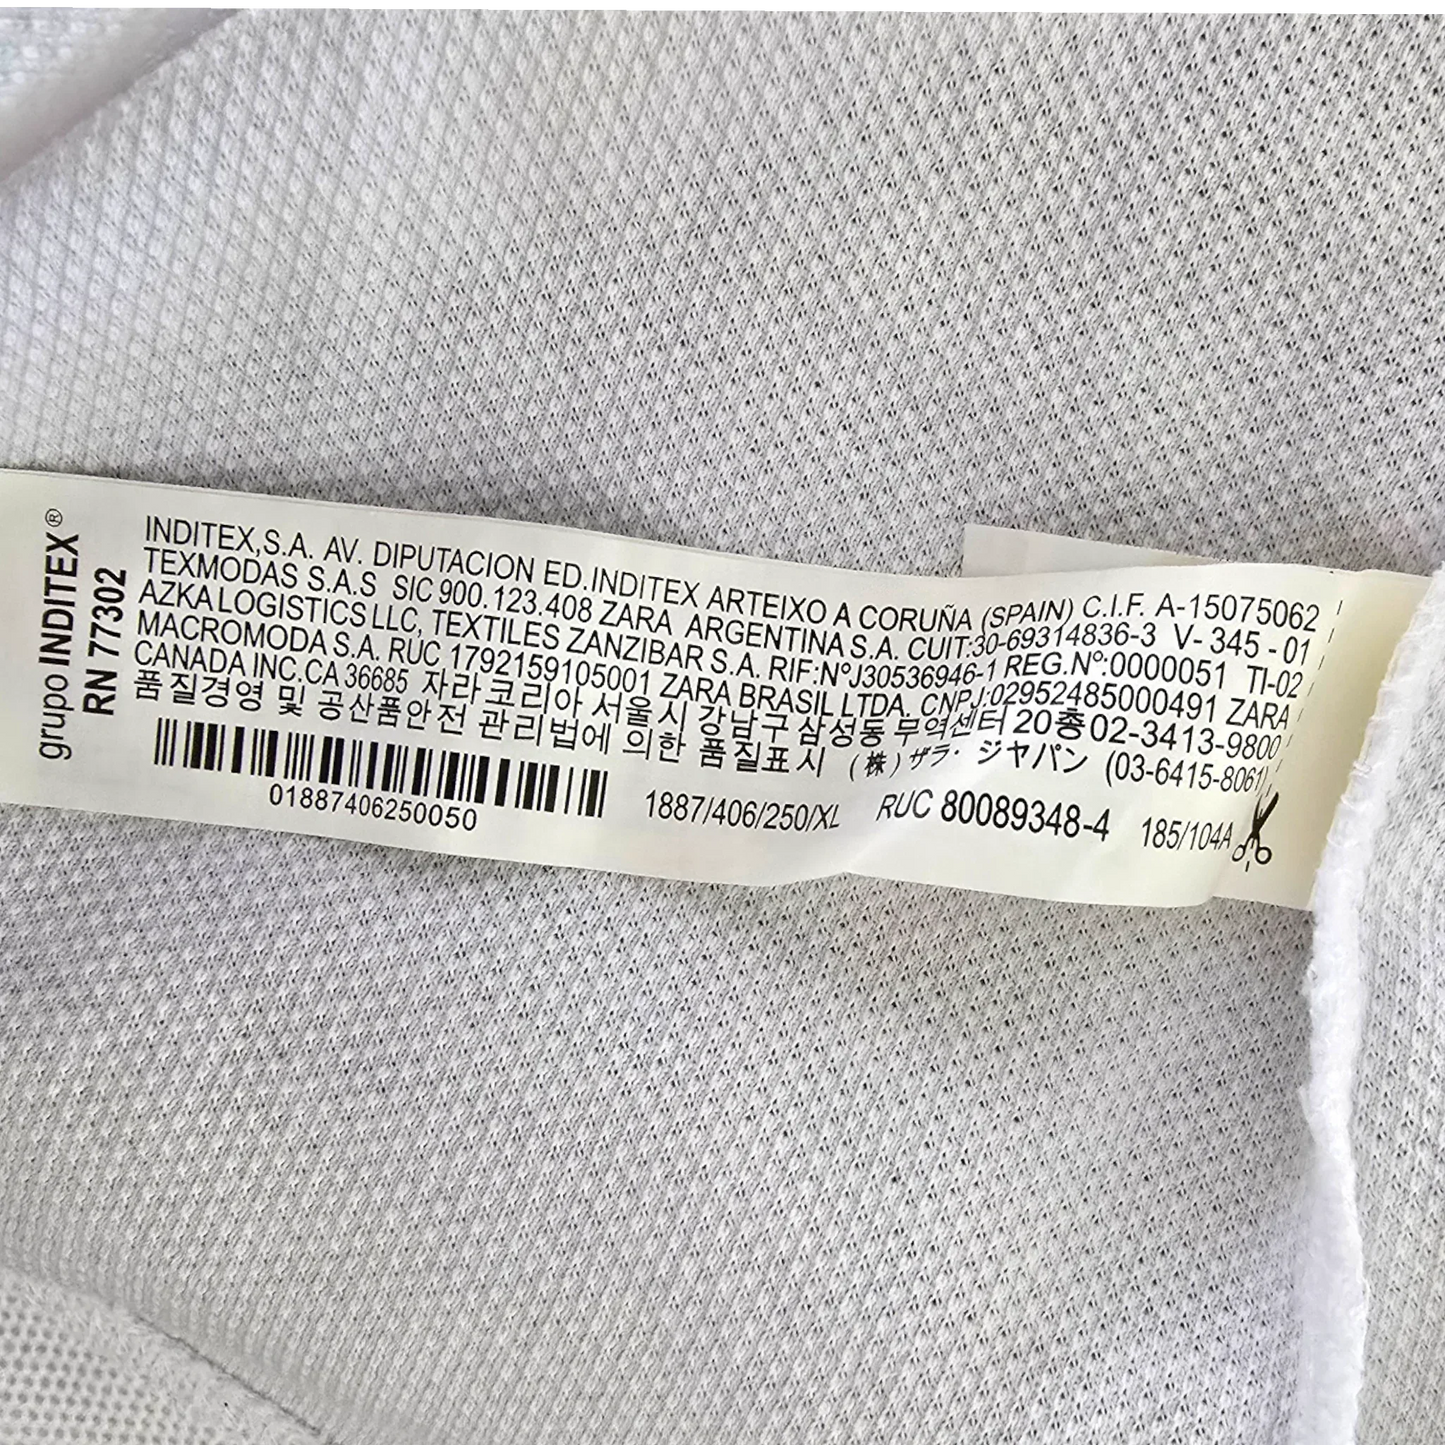 grupo INDITEX®
RN 77302
INDITEX,S.A. AV. DIPUTACION ED.INDITEX ARTEIXO A CORUÑA (SPAIN) C.I.F. A-15075062
TEXMODAS S.A.S SIC 900.123.408 ZARA ARGENTINA S.A. CUIT:30-69314836-3 V-345-01
AZKA LOGISTICS LLC, TEXTILES ZANZIBAR S.A. RIF:NºJ30536946-1 REG.Nº:0000051 TI-02
MACROMODA S.A. RUC 1792159105001 ZARA BRASIL LTDA. CNPJ:02952485000491 ZARA
CANADA INC.CA 36685 자라코리아 서울시 강남구 삼성동 무역센터 20층 02-3413-9800
품질경영 및 공산품안전 관리법에 의한 품질표시 (株) ザラ・ジャパン (03-6415-8061)
01887406250050 1887/406/250/XL RUC 80089348-4 185/104A